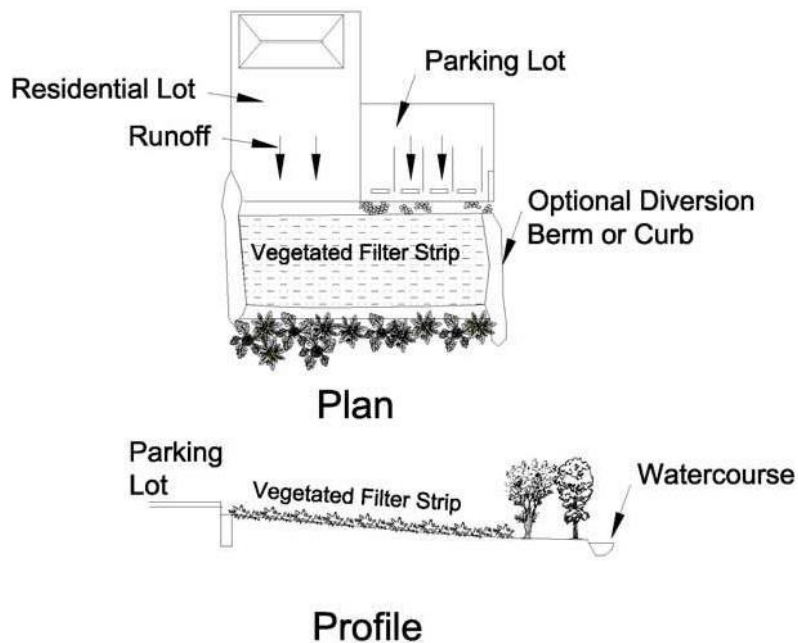 Residential Lot
Parking Lot
Runoff
Optional Diversion
Berm or Curb
Vegetated Filter Strip
Plan
Parking
Lot
Vegetated Filter Strip
Watercourse
Profile